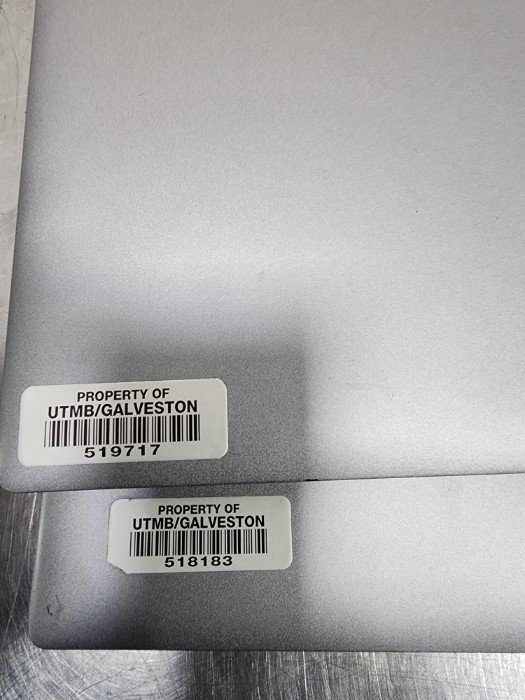 PROPERTY OF
UTMB/GALVESTON
519717
PROPERTY OF
UTMB/GALVESTON
518183